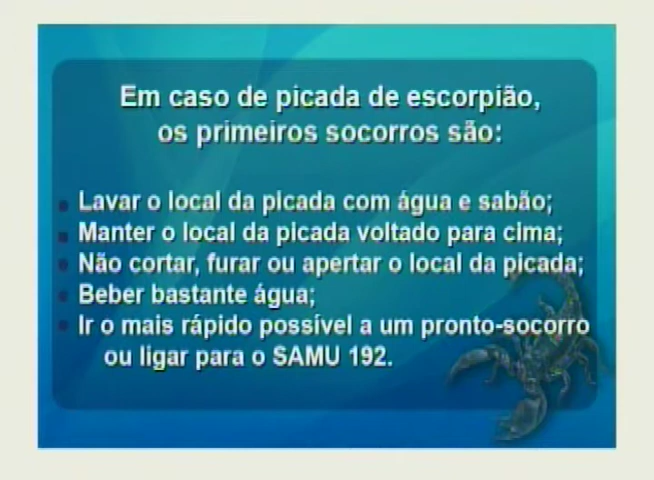 Em caso de picada de escorpião,
os primeiros socorros são:
Lavar o local da picada com água e sabão;
Manter o local da picada voltado para cima;
Não cortar, furar ou apertar o local da picada;
Beber bastante água;
Ir o mais rápido possível a um pronto-socorro
ou ligar para o SAMU 192.